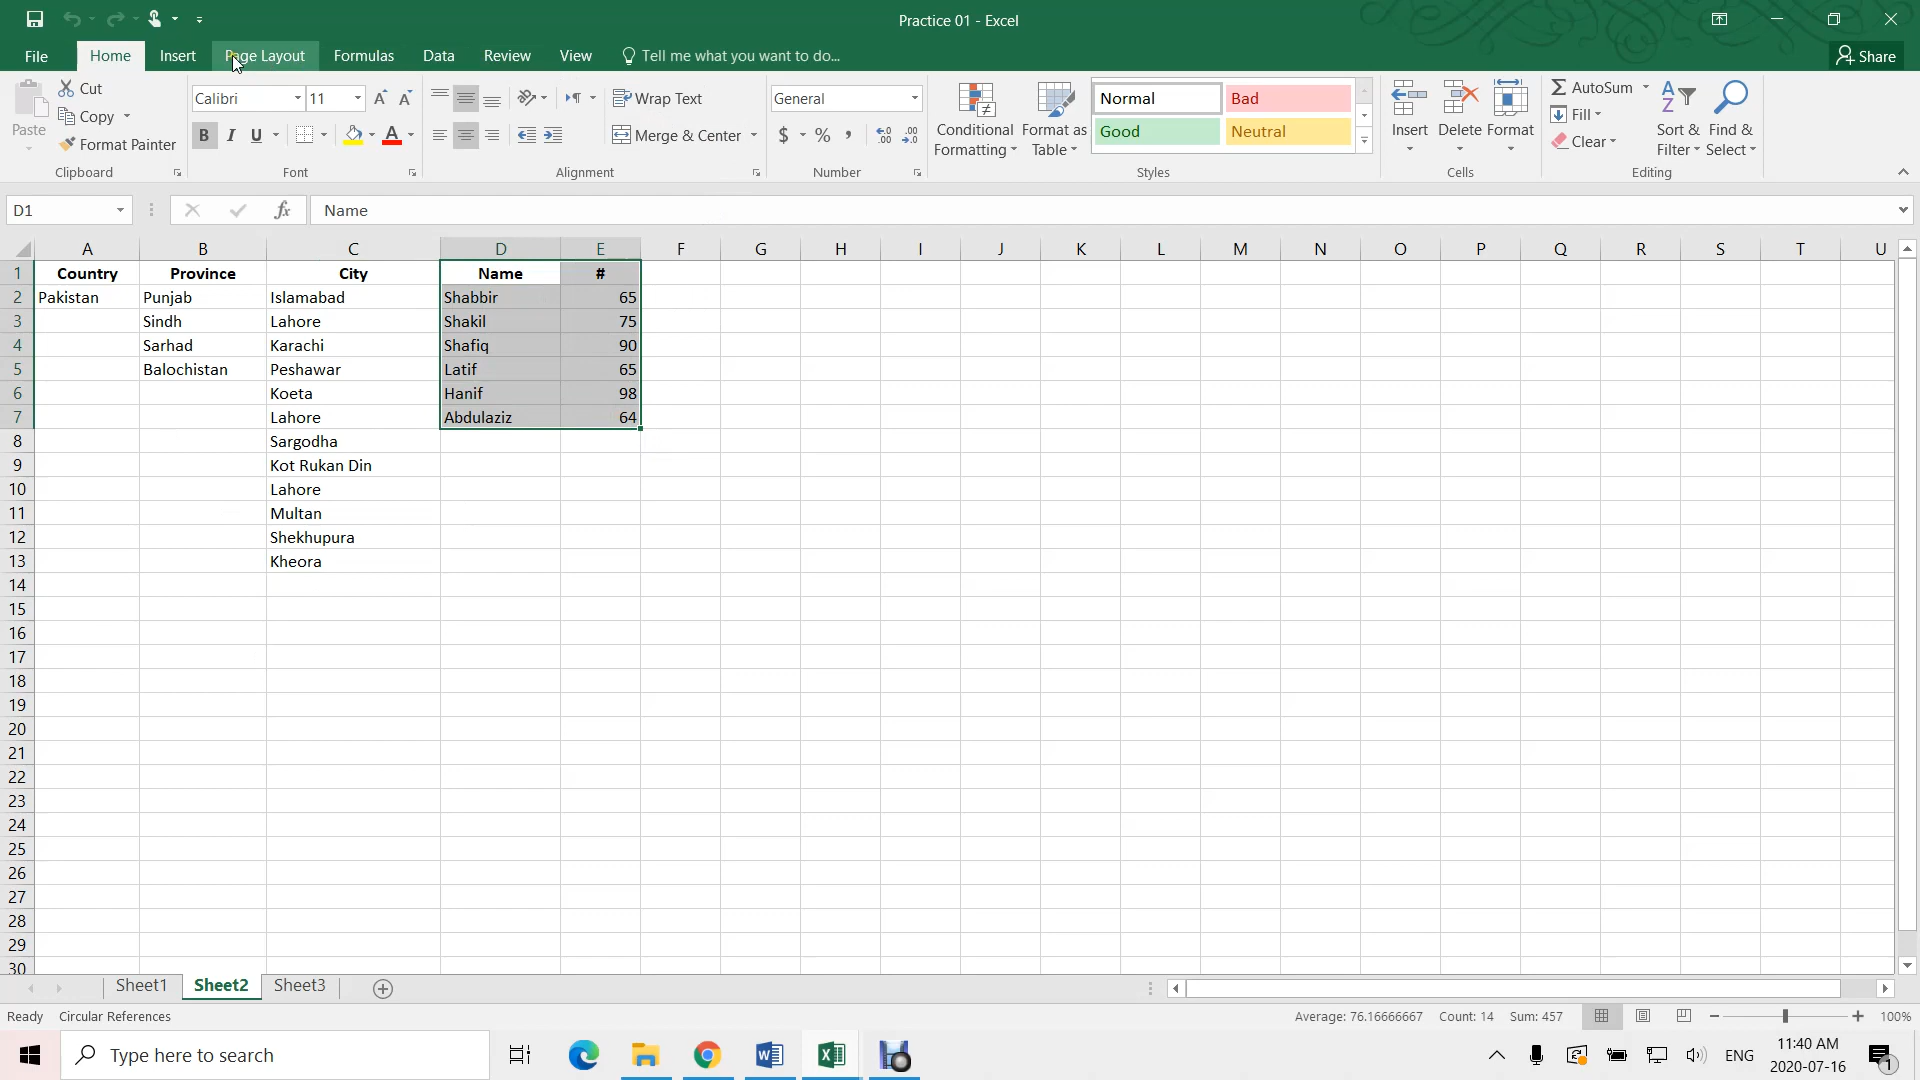 Practice 01 - Excel
File Home Insert Page Layout Formulas Data Review View Tell me what you want to do... Share
Paste Cut Copy Format Painter
Clipboard
Calibri 11
B I U A
Font
Wrap Text
Merge & Center
Alignment
General
$ % ,
Number
Conditional Formatting
Format as Table
Normal Bad
Good Neutral
Styles
Insert Delete Format
Cells
AutoSum
Fill
Clear
Sort & Filter
Find & Select
Editing
D1 fx Name
A B C D E F G H I J K L M N O P Q R S T U
1 Country Province City Name #
2 Pakistan Punjab Islamabad Shabbir 65
3 Sindh Lahore Shakil 75
4 Sarhad Karachi Shafiq 90
5 Balochistan Peshawar Latif 65
6 Koeta Hanif 98
7 Lahore Abdulaziz 64
8 Sargodha
9 Kot Rukan Din
10 Lahore
11 Multan
12 Shekhupura
13 Kheora
14
15
16
17
18
19
20
21
22
23
24
25
26
27
28
29
30
Sheet1 Sheet2 Sheet3
Ready Circular References Average: 76.16666667 Count: 14 Sum: 457 100%
Type here to search ENG 11:40 AM
2020-07-16 1